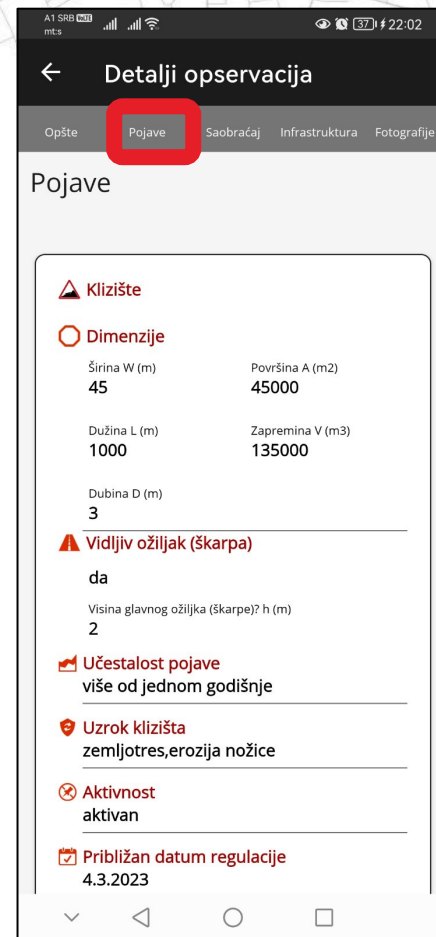 A1 SRB VoLTE
mt:s
37 22:02
Detalji opservacija
Opšte Pojave Saobraćaj Infrastruktura Fotografije
Pojave
Klizište
Dimenzije
Širina W (m) Površina A (m2)
45 45000
Dužina L (m) Zapremina V (m3)
1000 135000
Dubina D (m)
3
Vidljiv ožiljak (škarpa)
da
Visina glavnog ožiljka (škarpe)? h (m)
2
Učestalost pojave
više od jednom godišnje
Uzrok klizišta
zemljotres,erozija nožice
Aktivnost
aktivan
Približan datum regulacije
4.3.2023